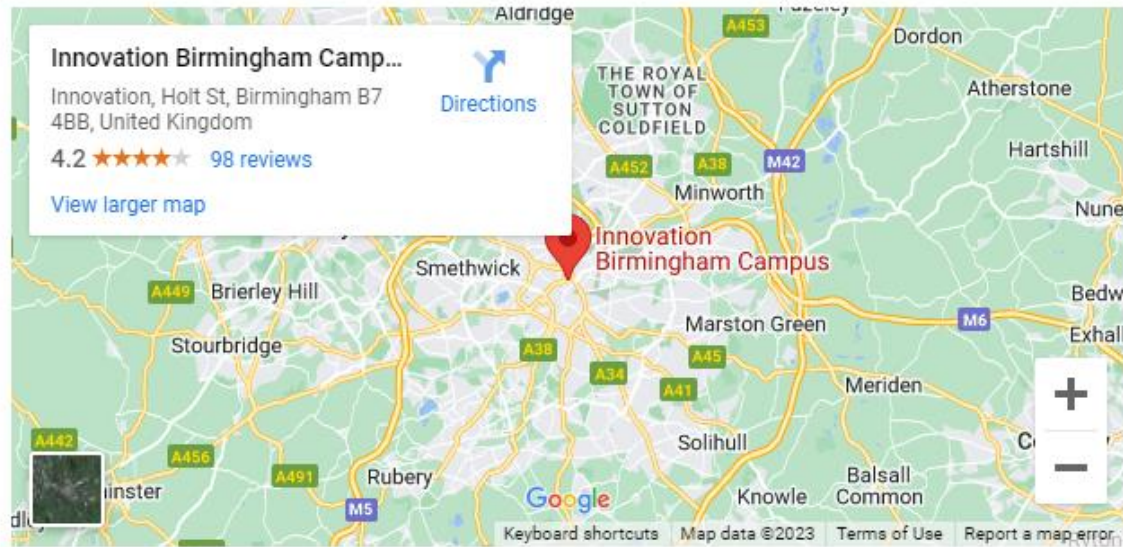 Aldridge
A453
Dordon
Innovation Birmingham Camp...
Directions
Innovation, Holt St, Birmingham B7
4BB, United Kingdom
4.2
98 reviews
View larger map
THE ROYAL
TOWN OF
SUTTON
COLDFIELD
Atherstone
Hartshill
A452
A38
M42
Minworth
Nune
Innovation
Birmingham Campus
Smethwick
A449
Brierley Hill
Bedw
M6
Marston Green
Exhall
Stourbridge
A38
A45
A34
A41
Meriden
A442
A456
A491
Solihull
Rubery
Balsall
Common
Knowle
M5
Google
Keyboard shortcuts
Map data ©2023
Terms of Use
Report a map error